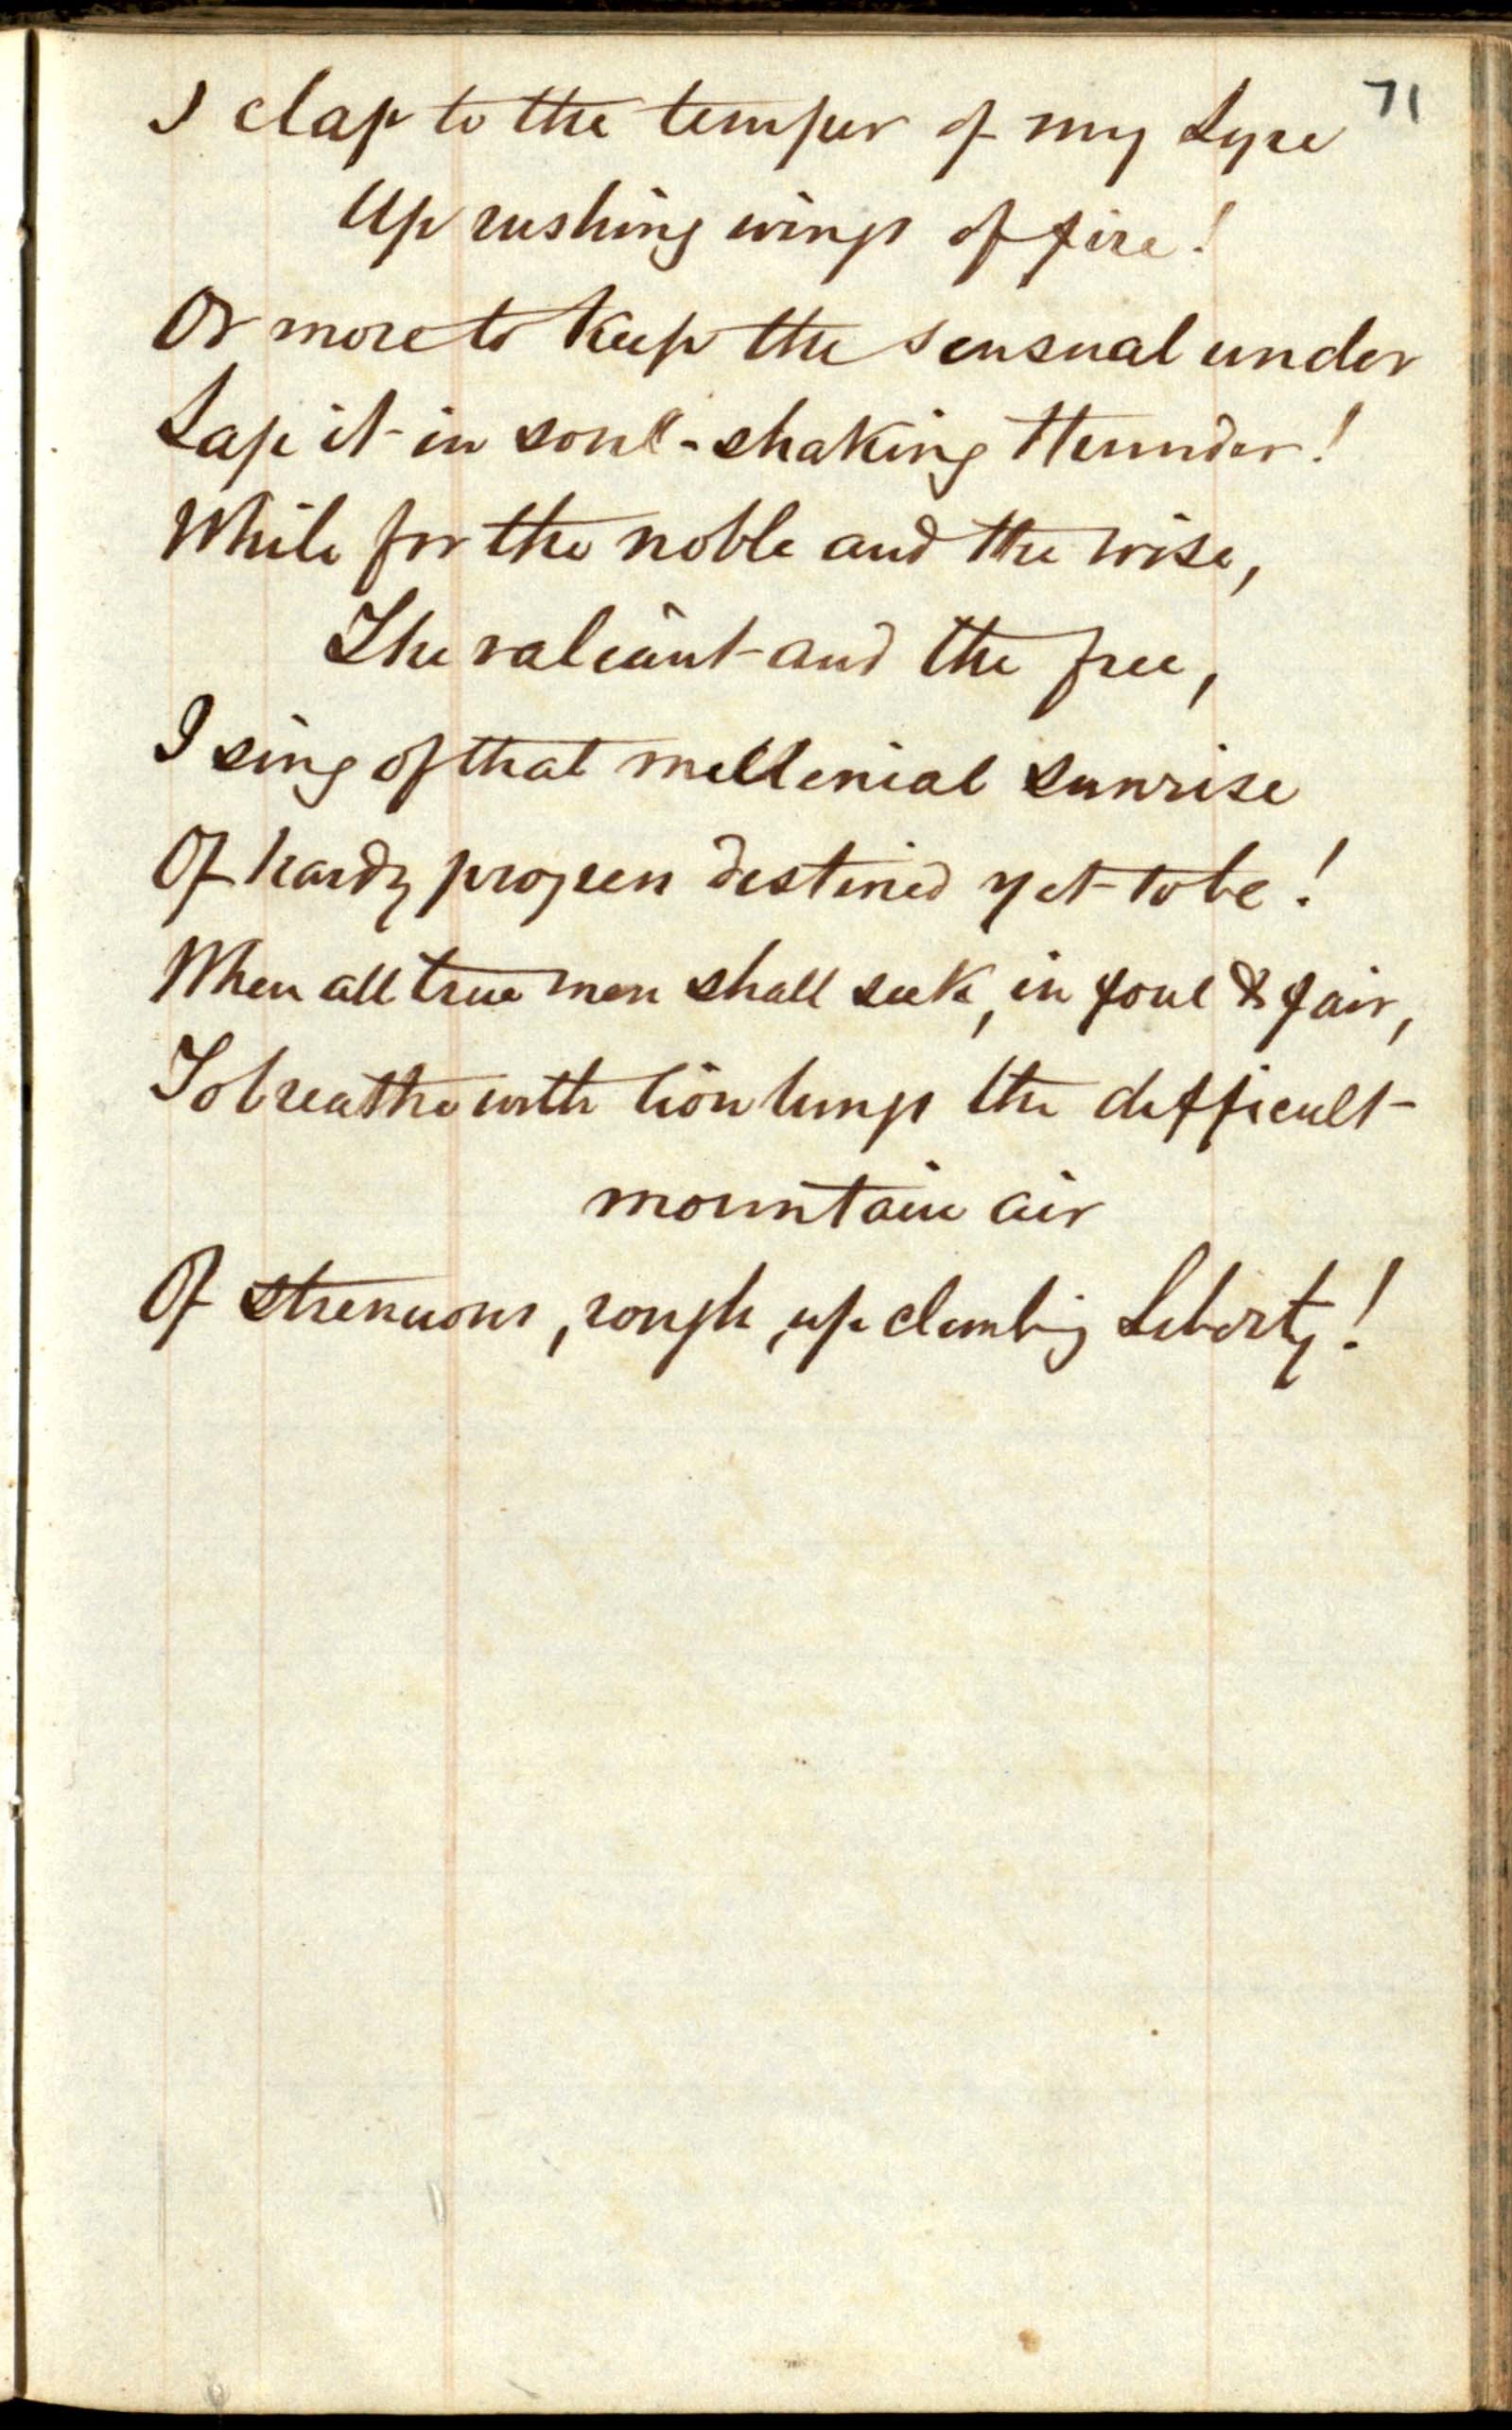 71
I clap to the temper of my Lyre
Up rushing wings of fire!
Or more to keep the sensual under
Lap it in soul-shaking thunder!
While for the noble and the wise,
The valiant and the free,
I sing of that millenial sunrise
Of hardy progress destined yet to be!
When all true men shall seek, in foul & fair,
To breathe with lion lungs the difficult
mountain air
Of strenuous, rough, up climbing Liberty!